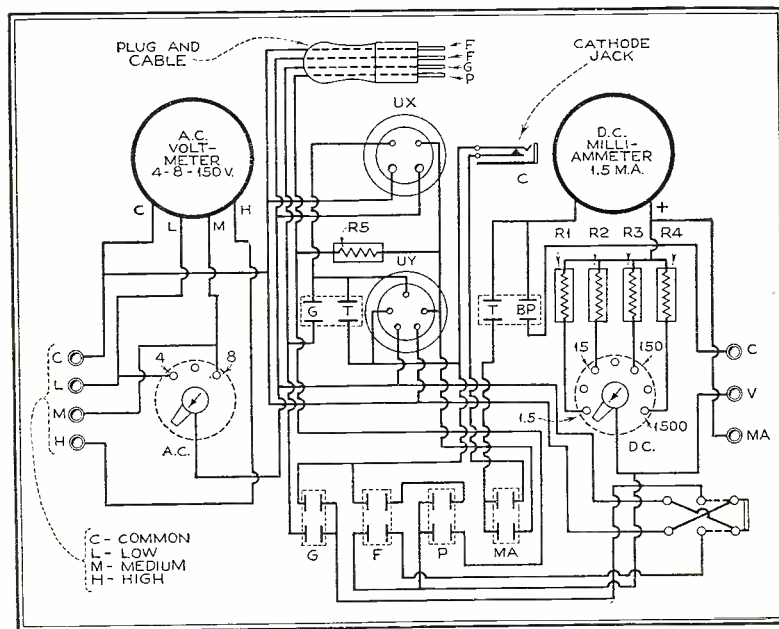 PLUG AND
CABLE
F
F
G
P
CATHODE
JACK
UX
A.C.
VOLT-
METER
4-8-150 V.
D.C.
MILLI-
AMMETER
1.5 M.A.
C
C
L
M
H
+
R5
R1
R2
R3
R4
UY
G
T
T
BP
C
L
M
H
4
8
A.C.
15
150
1.5
1500
D.C.
C
V
MA
G
F
P
MA
C - COMMON
L - LOW
M - MEDIUM
H - HIGH